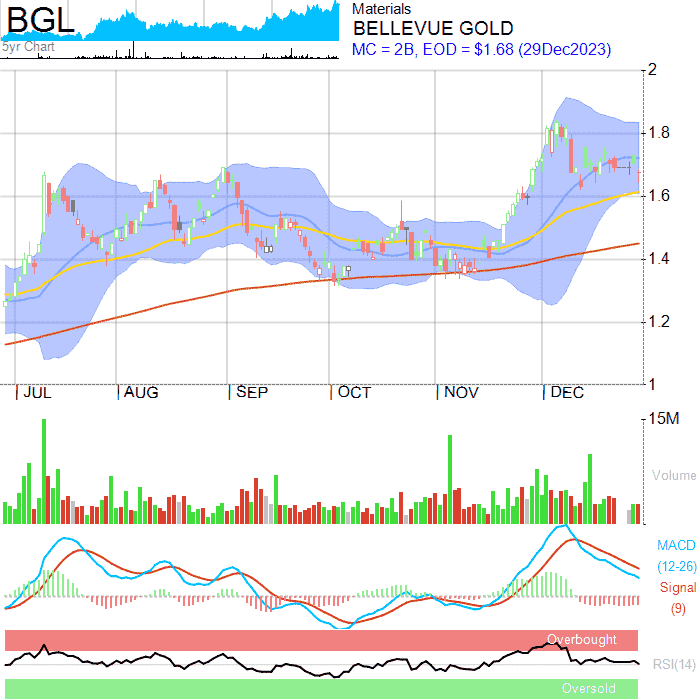 BGL
5yr Chart
Materials
BELLEVUE GOLD
MC = 2B, EOD = $1.68 (29Dec2023)
2
1.8
1.6
1.4
1.2
1
JUL AUG SEP OCT NOV DEC
15M
Volume
MACD
(12-26)
Signal
(9)
Overbought
RSI(14)
Oversold